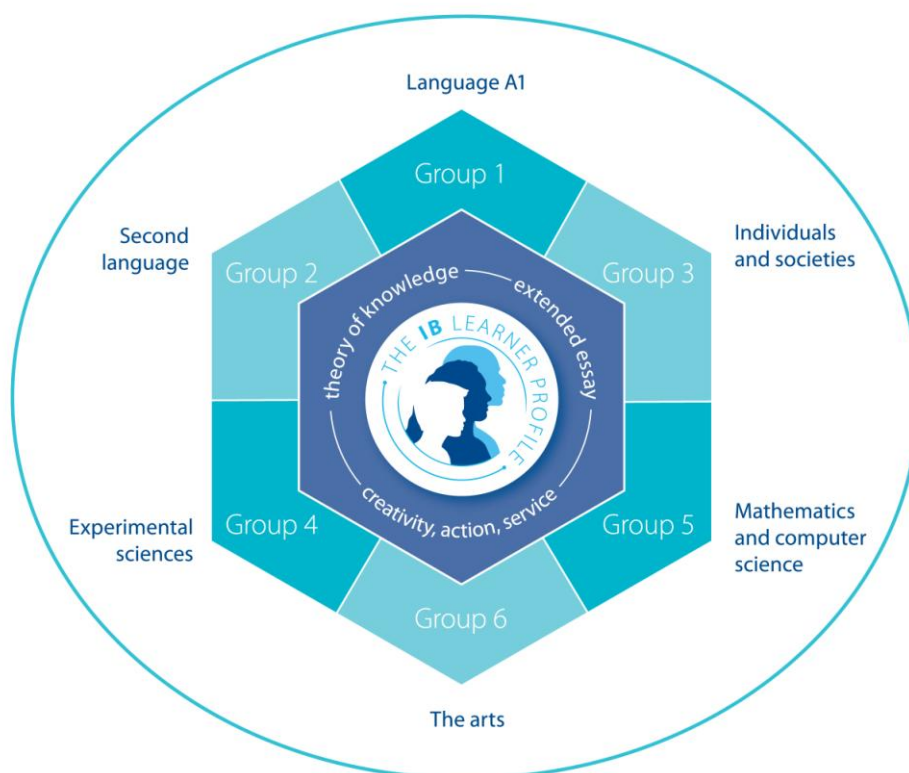 Language A1
Group 1
Second
language
Group 2
Individuals
and societies
Group 3
theory of knowledge
extended essay
THE IB LEARNER PROFILE
creativity, action, service
Experimental
sciences
Group 4
Group 5
Mathematics
and computer
science
Group 6
The arts